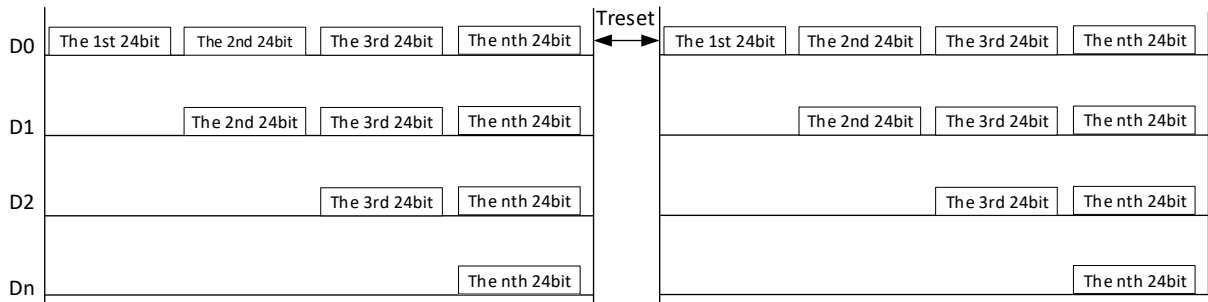 Treset
D0 The 1st 24bit The 2nd 24bit The 3rd 24bit The nth 24bit The 1st 24bit The 2nd 24bit The 3rd 24bit The nth 24bit
D1 The 2nd 24bit The 3rd 24bit The nth 24bit The 2nd 24bit The 3rd 24bit The nth 24bit
D2 The 3rd 24bit The nth 24bit The 3rd 24bit The nth 24bit
Dn The nth 24bit The nth 24bit